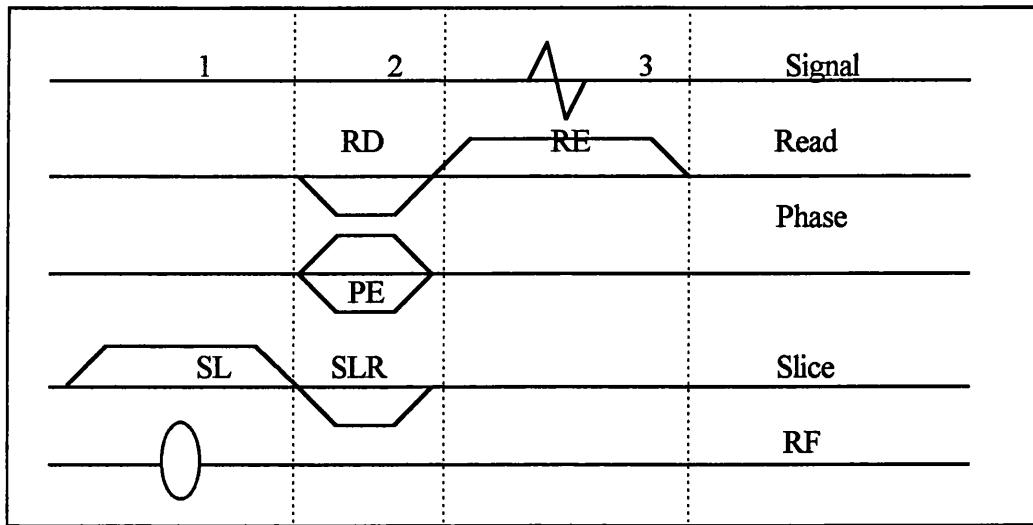 1 2 3 Signal
RD RE Read
Phase
PE
SL SLR Slice
RF